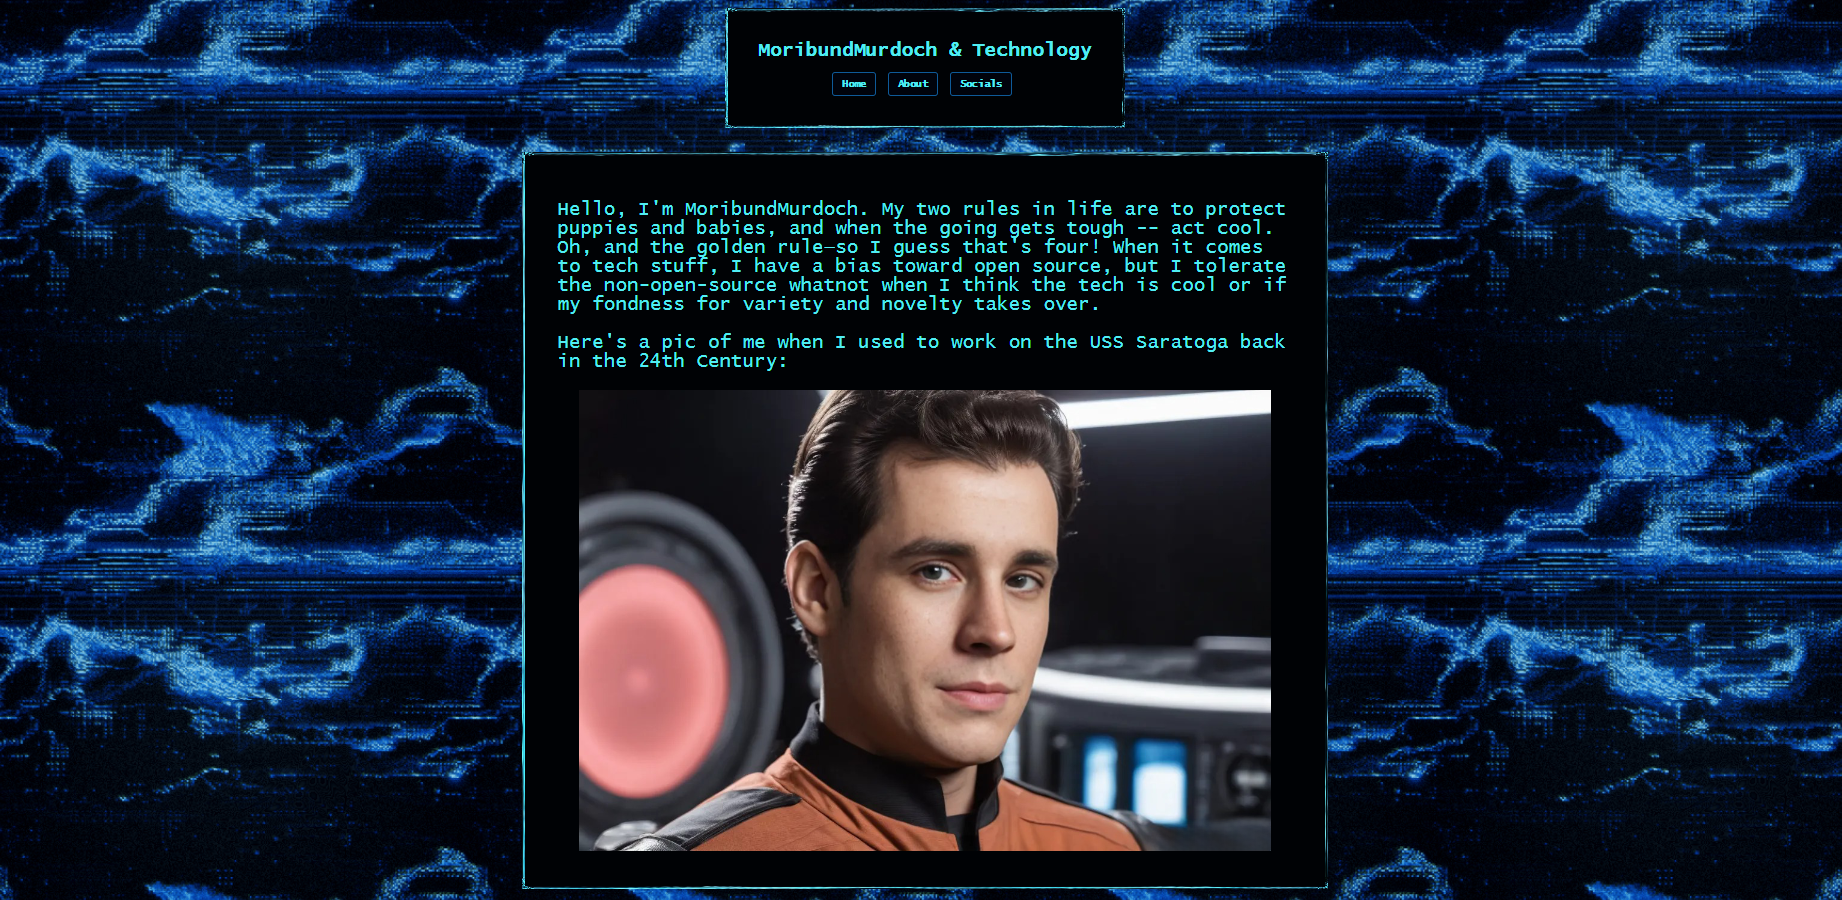 MoribundMurdoch & Technology
Home About Socials
Hello, I'm MoribundMurdoch. My two rules in life are to protect
puppies and babies, and when the going gets tough -- act cool.
Oh, and the golden rule—so I guess that's four! When it comes
to tech stuff, I have a bias toward open source, but I tolerate
the non-open-source whatnot when I think the tech is cool or if
my fondness for variety and novelty takes over.
Here's a pic of me when I used to work on the USS Saratoga back
in the 24th Century: